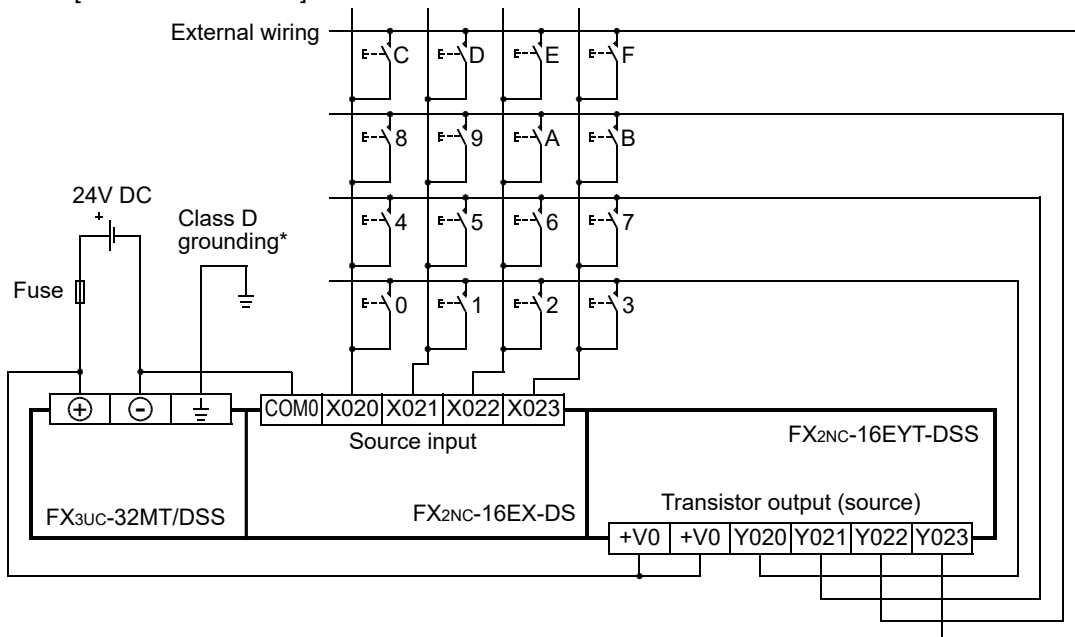 External wiring
C D E F
8 9 A B
24V DC
+
Class D
grounding*
4 5 6 7
Fuse
0 1 2 3
+ - COM0 X020 X021 X022 X023
Source input
FX2NC-16EYT-DSS
FX3UC-32MT/DSS
FX2NC-16EX-DS
Transistor output (source)
+V0 +V0 Y020 Y021 Y022 Y023